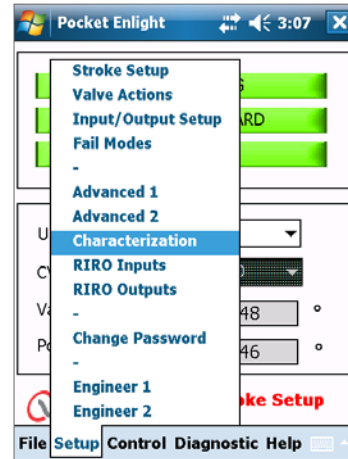 Pocket Enlight 3:07
Stroke Setup
Valve Actions
Input/Output Setup
ARD
Fail Modes
-
Advanced 1
Advanced 2
Characterization
RIRO Inputs
RIRO Outputs
-
48 °
Change Password
46 °
-
Engineer 1
oke Setup
Engineer 2
File Setup Control Diagnostic Help